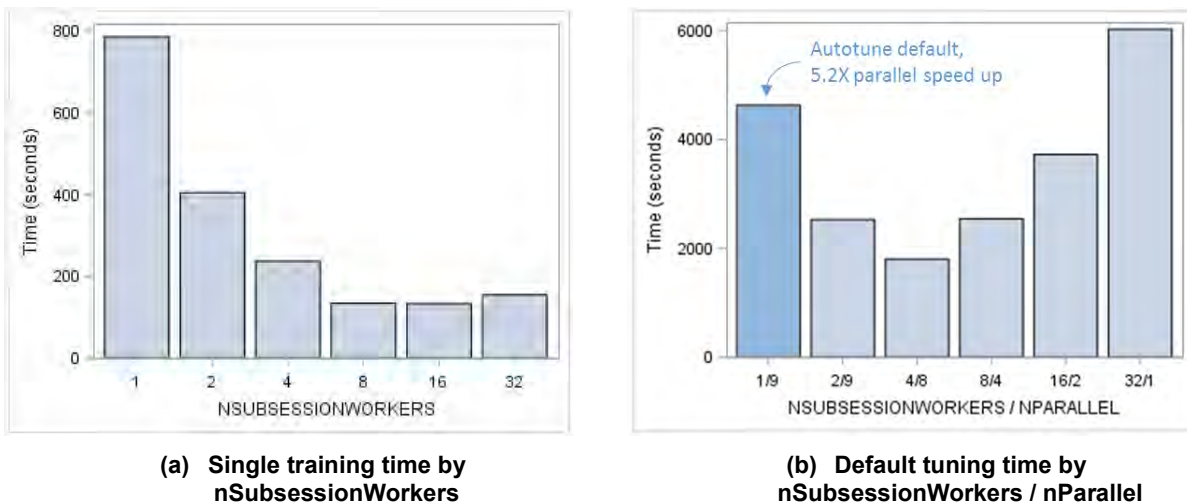 800
600
400
200
0
Time (seconds)
1 2 4 8 16 32
NSUBSESSIONWORKERS
(a) Single training time by
nSubsessionWorkers
6000
4000
2000
0
Time (seconds)
Autotune default,
5.2X parallel speed up
1/9 2/9 4/8 8/4 16/2 32/1
NSUBSESSIONWORKERS / NPARALLEL
(b) Default tuning time by
nSubsessionWorkers / nParallel